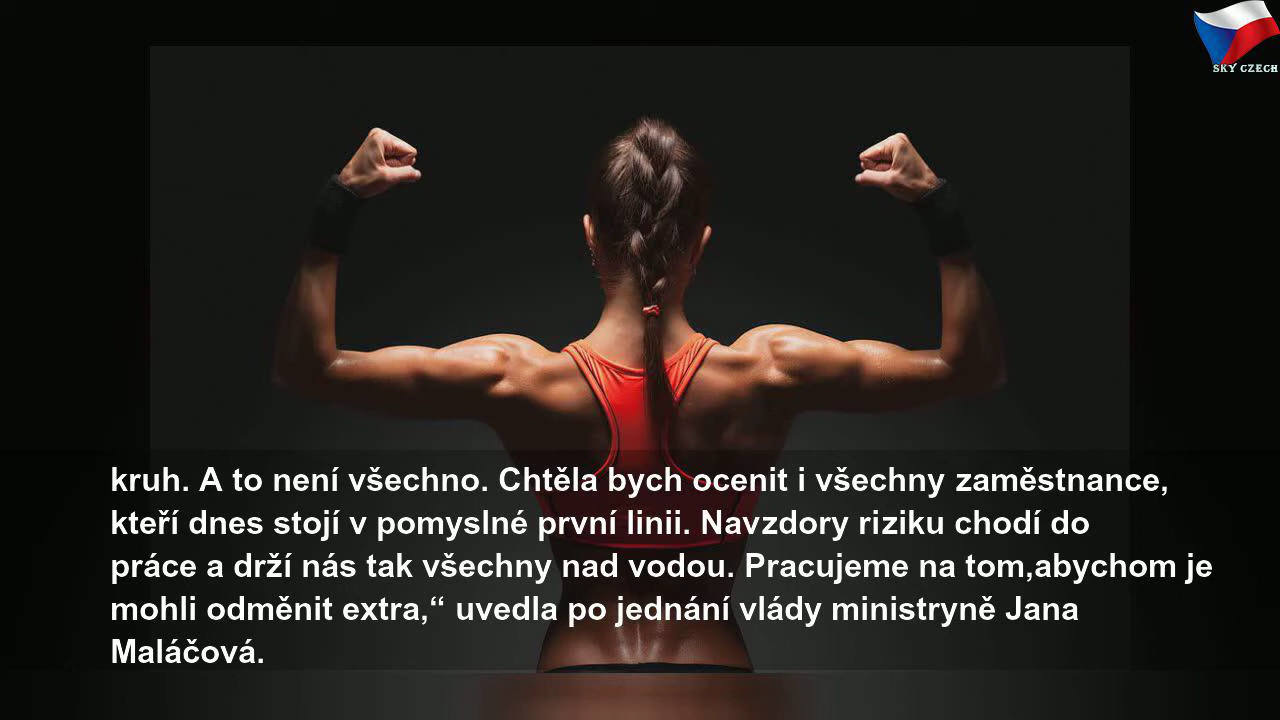 SKY CZECH
kruh. A to není všechno. Chtěla bych ocenit i všechny zaměstnance,
kteří dnes stojí v pomyslné první linii. Navzdory riziku chodí do
práce a drží nás tak všechny nad vodou. Pracujeme na tom,abychom je
mohli odměnit extra,“ uvedla po jednání vlády ministryně Jana
Maláčová.